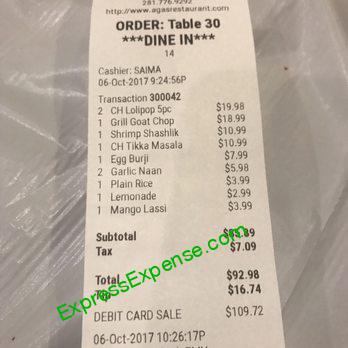 281.776.9292
http://www.agasrestaurant.com
ORDER: Table 30
***DINE IN***
14
Cashier: SAIMA
06-Oct-2017 9:24:56P
Transaction 300042
2 CH Lolipop 5pc $19.98
1 Grill Goat Chop $18.99
1 Shrimp Shashlik $10.99
1 CH Tikka Masala $10.99
1 Egg Burji $7.99
2 Garlic Naan $5.98
1 Plain Rice $3.99
1 Lemonade $2.99
1 Mango Lassi $3.99
Subtotal $85.89
Tax $7.09
Total $92.98
$16.74
DEBIT CARD SALE $109.72
06-Oct-2017 10:26:17P
ExpressExpense.com